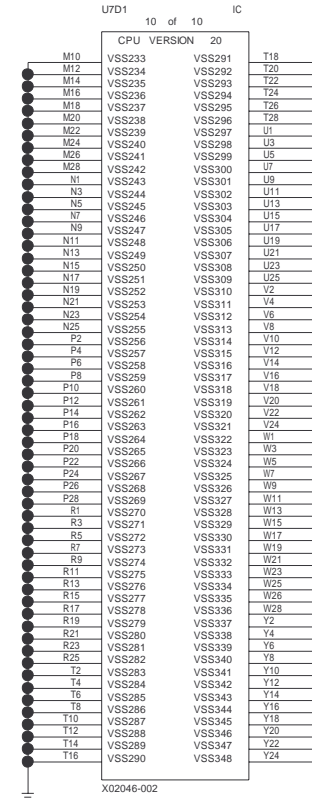 U7D1 IC
10 of 10
CPU VERSION 20
M10 VSS233 VSS291 T18
M12 VSS234 VSS292 T20
M14 VSS235 VSS293 T22
M16 VSS236 VSS294 T24
M18 VSS237 VSS295 T26
M20 VSS238 VSS296 T28
M22 VSS239 VSS297 U1
M24 VSS240 VSS298 U3
M26 VSS241 VSS299 U5
M28 VSS242 VSS300 U7
N1 VSS243 VSS301 U9
N3 VSS244 VSS302 U11
N5 VSS245 VSS303 U13
N7 VSS246 VSS304 U15
N9 VSS247 VSS305 U17
N11 VSS248 VSS306 U19
N13 VSS249 VSS307 U21
N15 VSS250 VSS308 U23
N17 VSS251 VSS309 U25
N19 VSS252 VSS310 V2
N21 VSS253 VSS311 V4
N23 VSS254 VSS312 V6
N25 VSS255 VSS313 V8
P2 VSS256 VSS314 V10
P4 VSS257 VSS315 V12
P6 VSS258 VSS316 V14
P8 VSS259 VSS317 V16
P10 VSS260 VSS318 V18
P12 VSS261 VSS319 V20
P14 VSS262 VSS320 V22
P16 VSS263 VSS321 V24
P18 VSS264 VSS322 W1
P20 VSS265 VSS323 W3
P22 VSS266 VSS324 W5
P24 VSS267 VSS325 W7
P26 VSS268 VSS326 W9
P28 VSS269 VSS327 W11
R1 VSS270 VSS328 W13
R3 VSS271 VSS329 W15
R5 VSS272 VSS330 W17
R7 VSS273 VSS331 W19
R9 VSS274 VSS332 W21
R11 VSS275 VSS333 W23
R13 VSS276 VSS334 W25
R15 VSS277 VSS335 W26
R17 VSS278 VSS336 W28
R19 VSS279 VSS337 Y2
R21 VSS280 VSS338 Y4
R23 VSS281 VSS339 Y6
R25 VSS282 VSS340 Y8
T2 VSS283 VSS341 Y10
T4 VSS284 VSS342 Y12
T6 VSS285 VSS343 Y14
T8 VSS286 VSS344 Y16
T10 VSS287 VSS345 Y18
T12 VSS288 VSS346 Y20
T14 VSS289 VSS347 Y22
T16 VSS290 VSS348 Y24
X02046-002